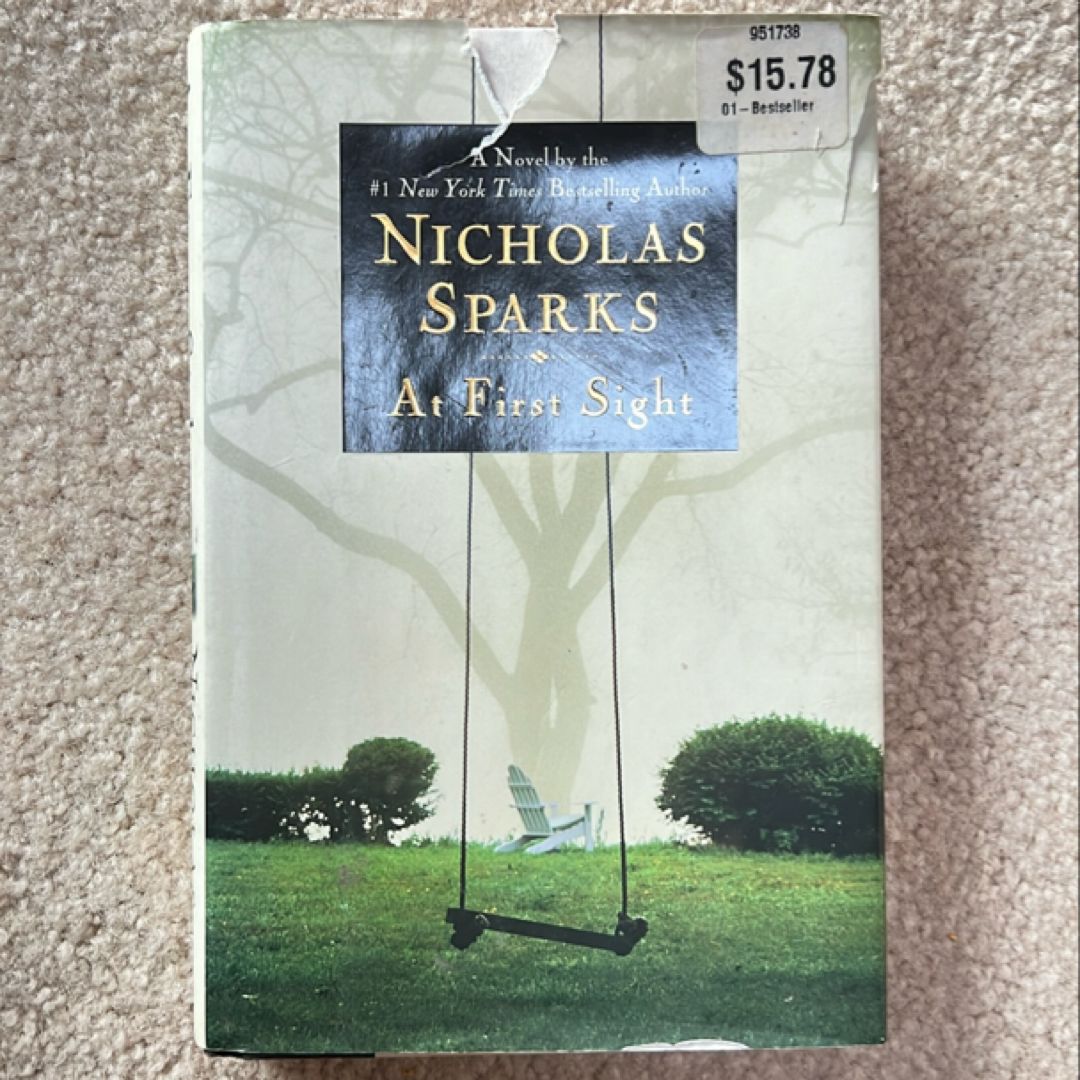 951738
$15.78
01-Bestseller
A Novel by the
#1 New York Times Bestselling Author
NICHOLAS
SPARKS
At First Sight